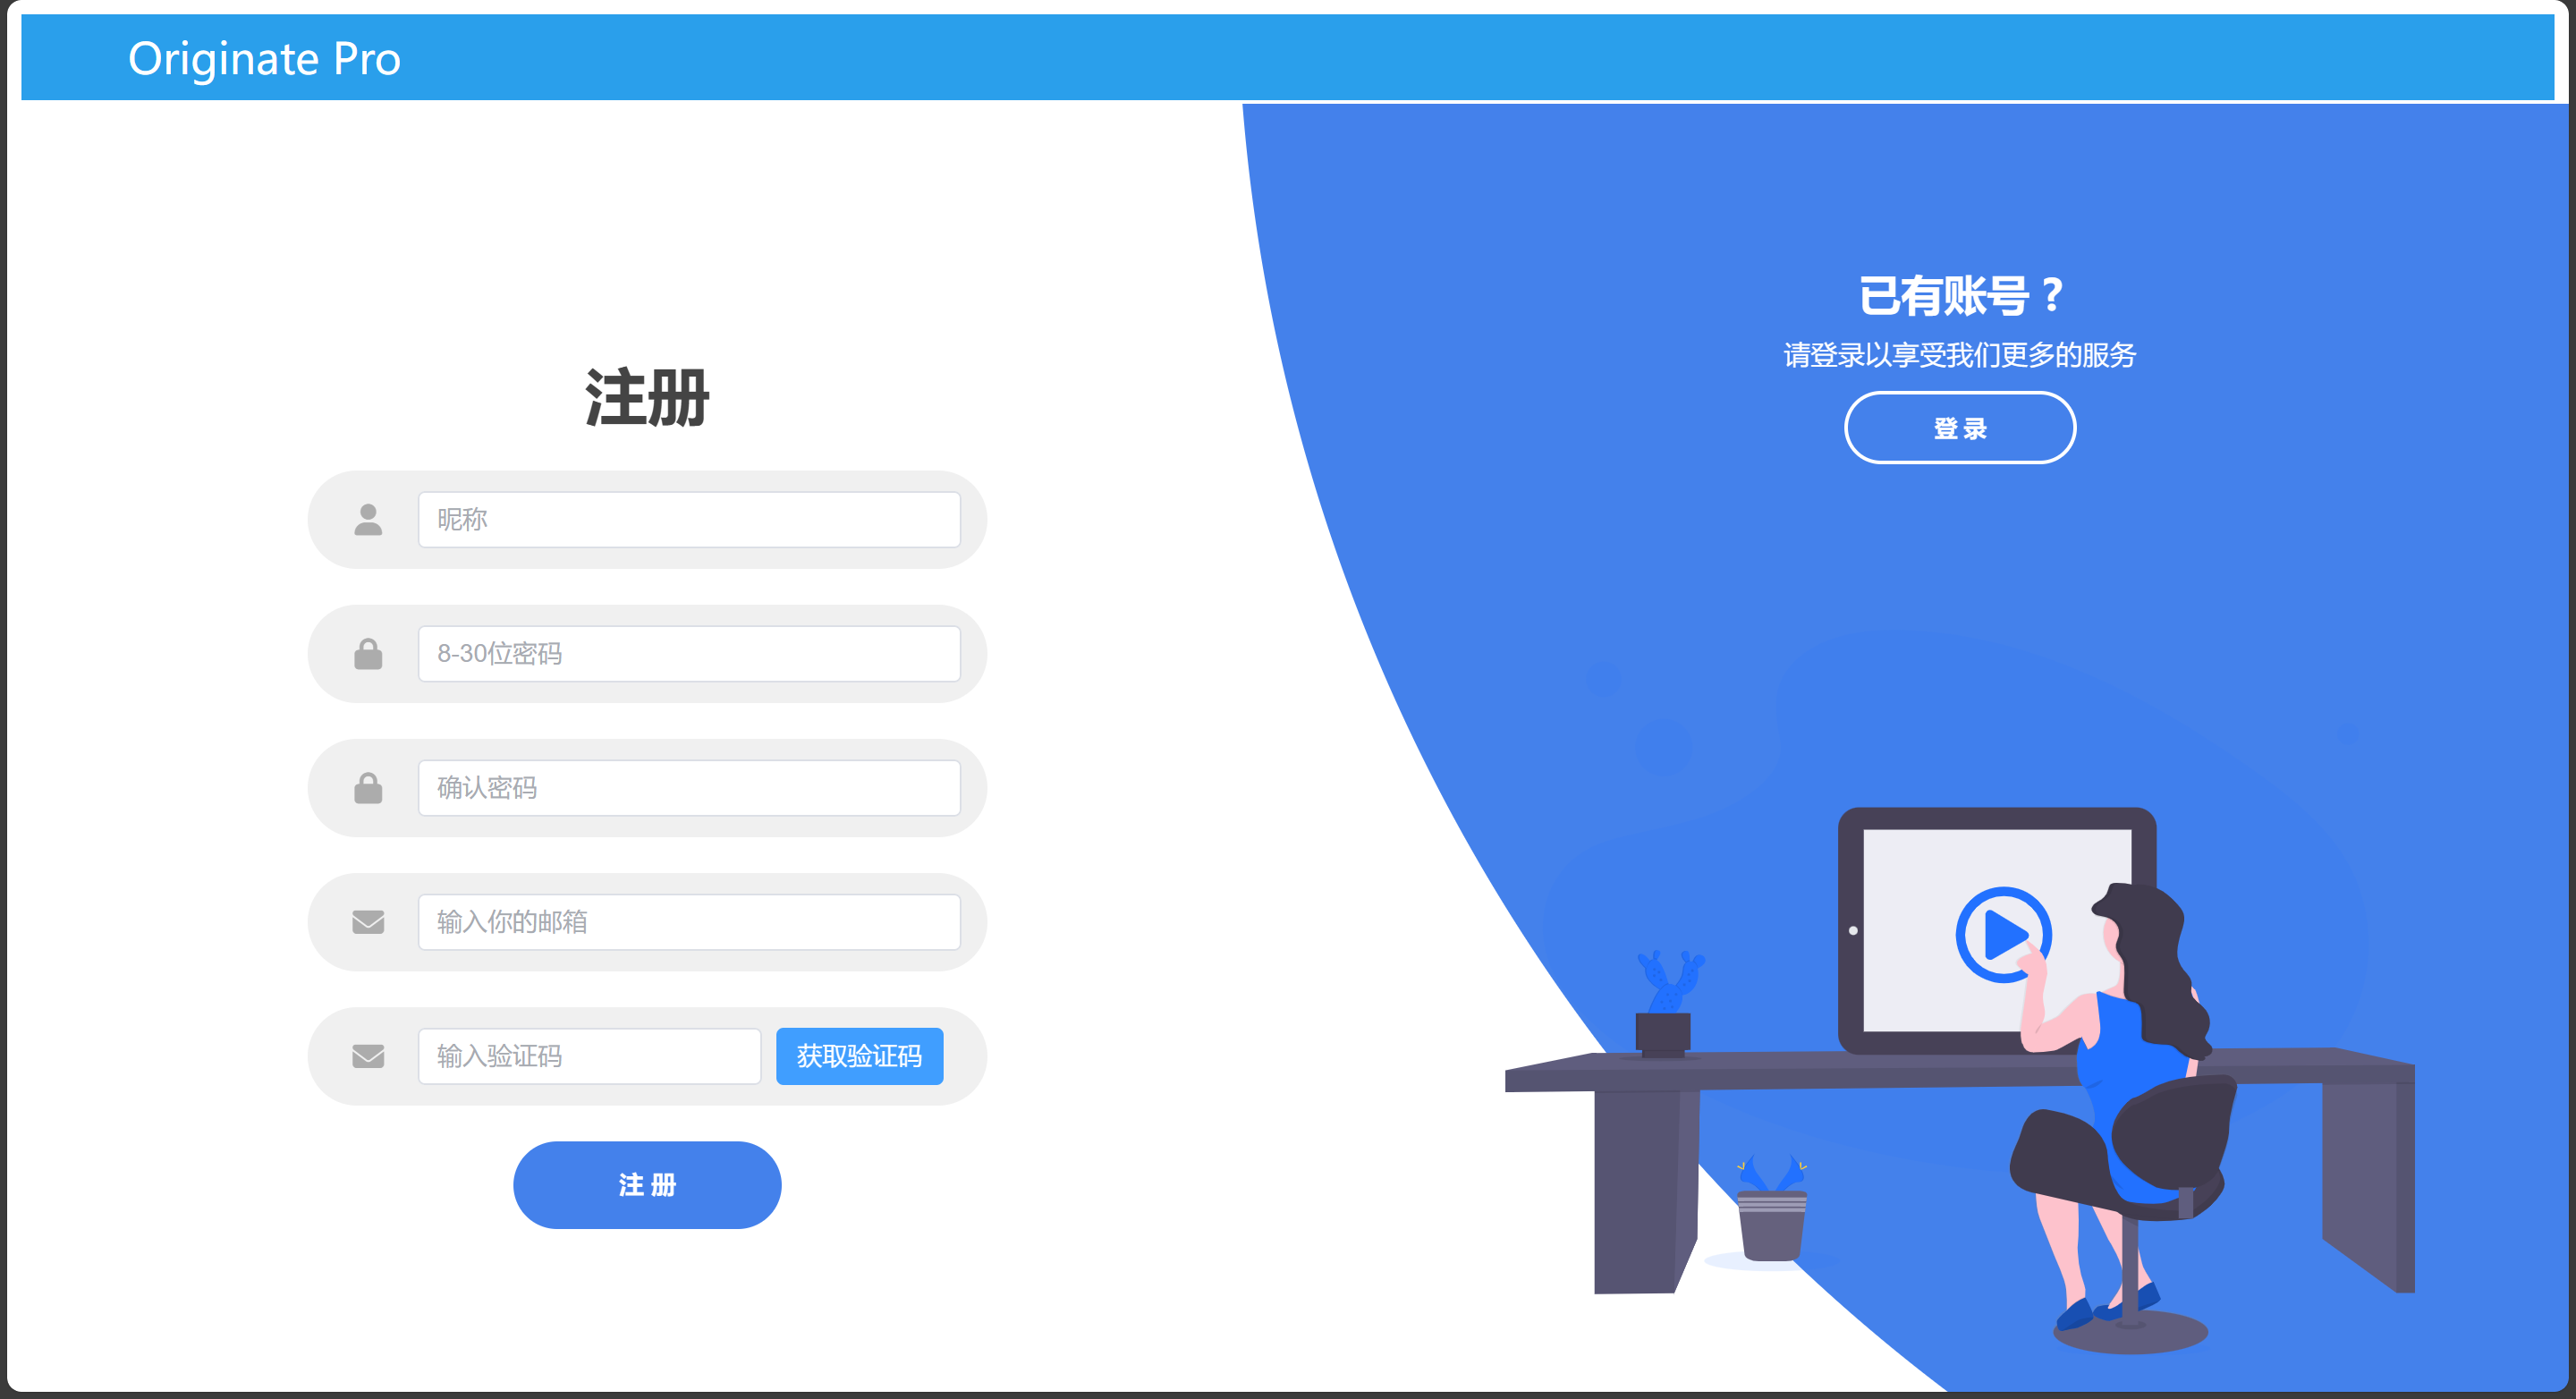 Originate Pro
注册
昵称
8-30位密码
确认密码
输入你的邮箱
输入验证码 获取验证码
注 册
已有账号？
请登录以享受我们更多的服务
登 录